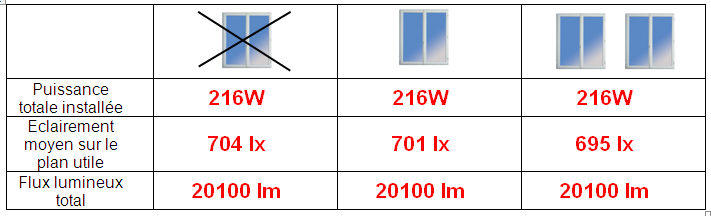 Puissance
totale installée
216W
216W
216W
Eclairement
moyen sur le
plan utile
704 lx
701 lx
695 lx
Flux lumineux
total
20100 lm
20100 lm
20100 lm